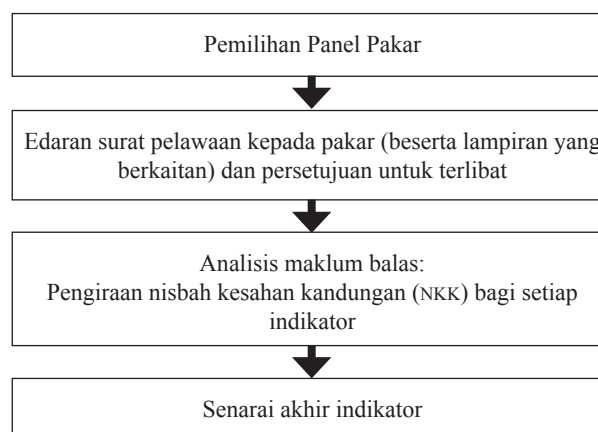 Pemilihan Panel Pakar
Edaran surat pelawaan kepada pakar (beserta lampiran yang
berkaitan) dan persetujuan untuk terlibat
Analisis maklum balas:
Pengiraan nisbah kesahan kandungan (NKK) bagi setiap
indikator
Senarai akhir indikator